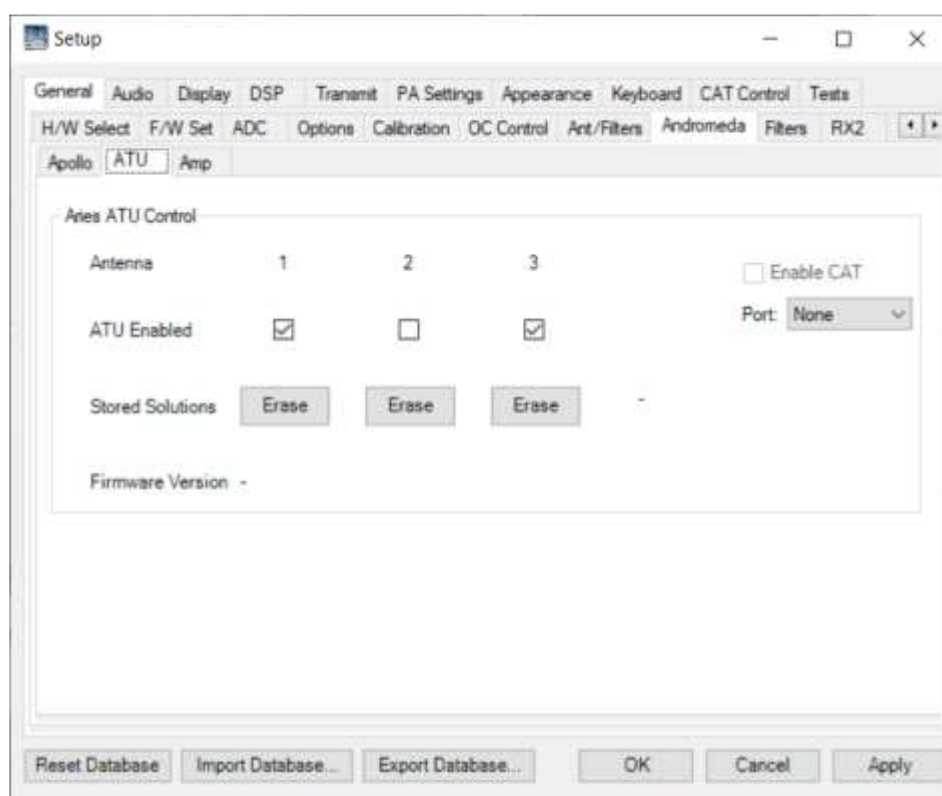 Setup
General Audio Display DSP Transmit PA Settings Appearance Keyboard CAT Control Tests
H/W Select F/W Set ADC Options Calibration OC Control Ant/Filters Andromeda Filters RX2
Apollo ATU Amp
Aries ATU Control
Antenna 1 2 3
Enable CAT
ATU Enabled
Port: None
Stored Solutions Erase Erase Erase -
Firmware Version -
Reset Database Import Database... Export Database... OK Cancel Apply